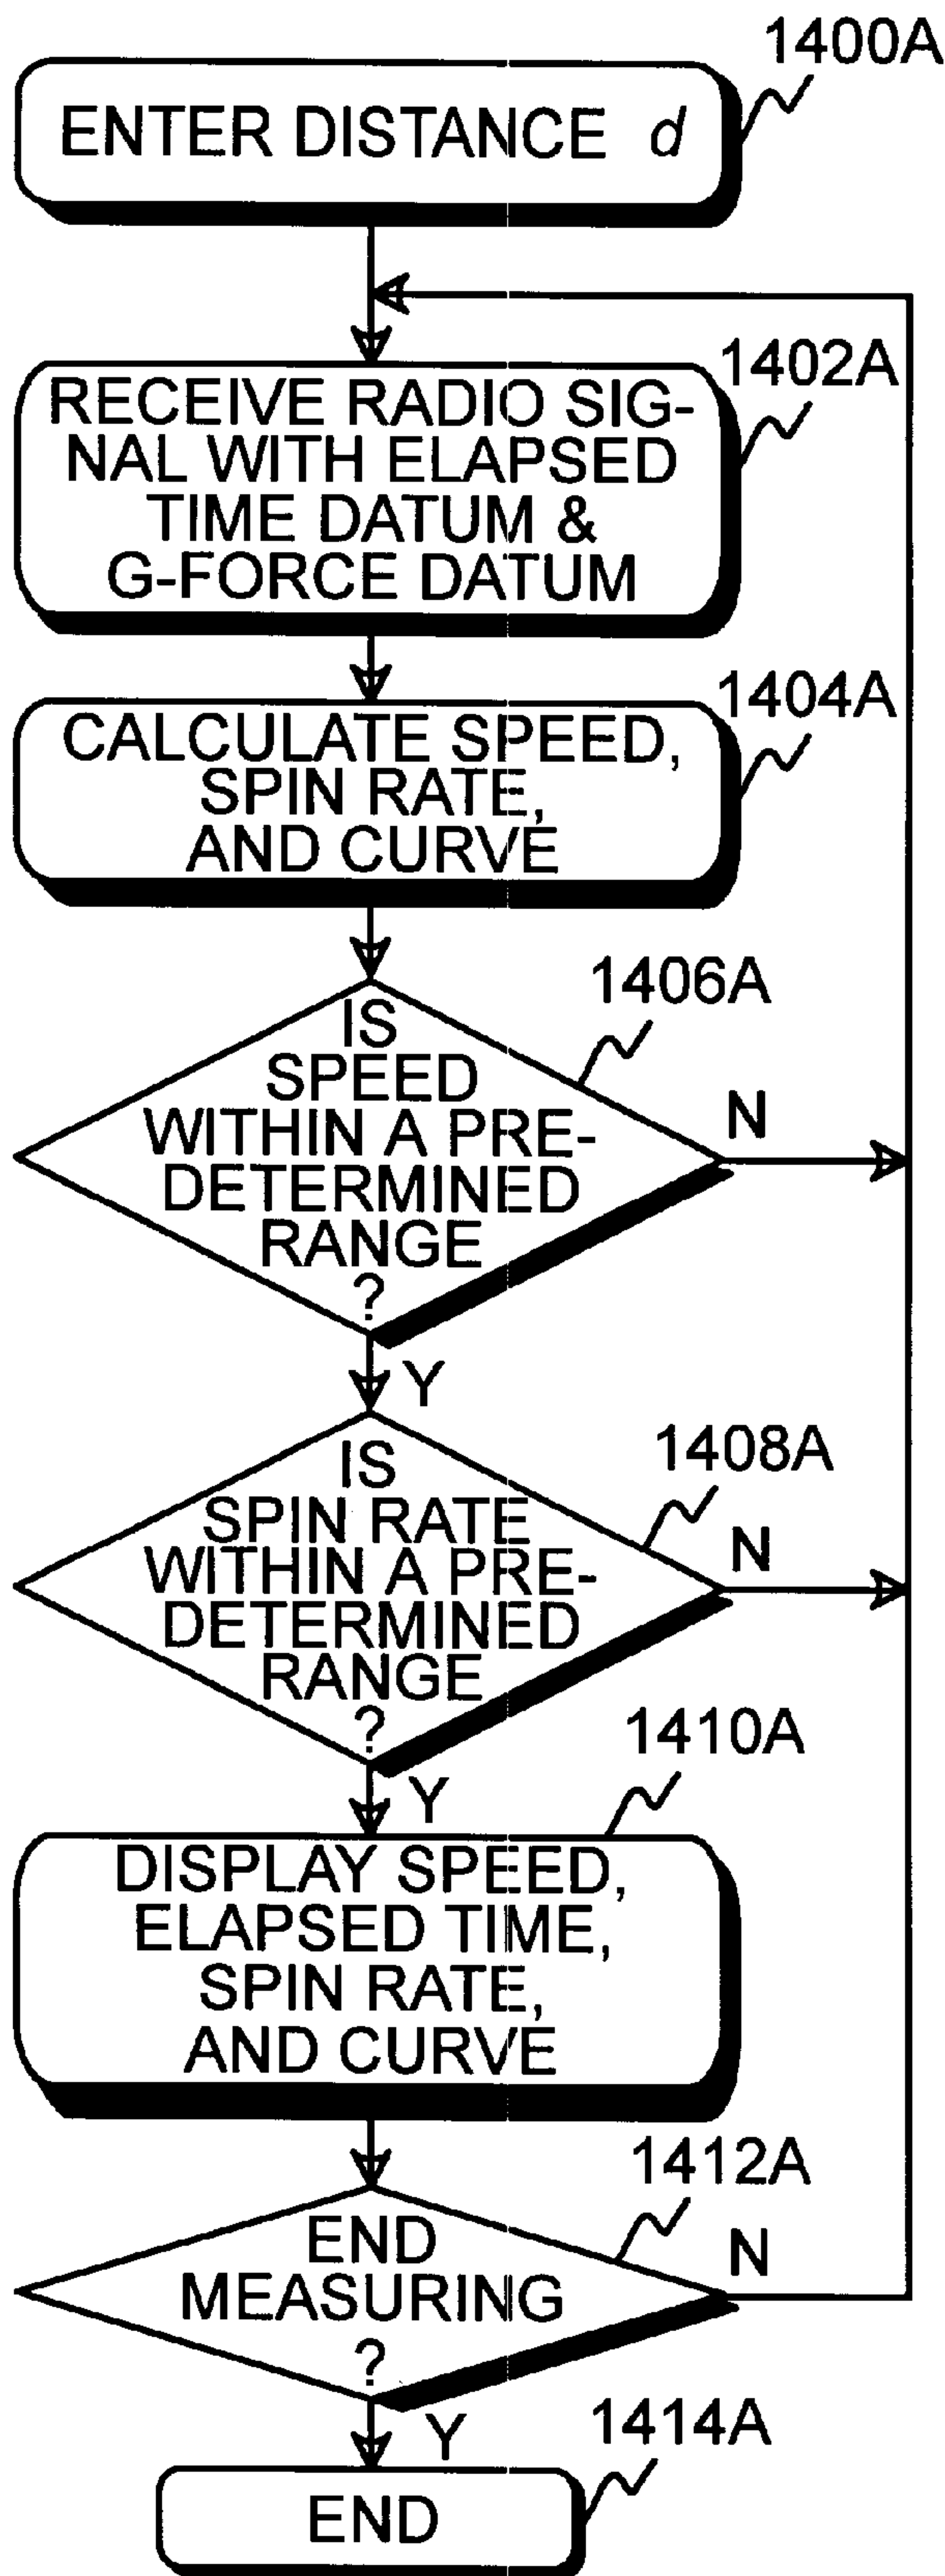 1400A
ENTER DISTANCE d
1402A
RECEIVE RADIO SIG-
NAL WITH ELAPSED
TIME DATUM &
G-FORCE DATUM
1404A
CALCULATE SPEED,
SPIN RATE,
AND CURVE
1406A
IS
SPEED
WITHIN A PRE-
DETERMINED
RANGE
?
N
Y
1408A
IS
SPIN RATE
WITHIN A PRE-
DETERMINED
RANGE
?
N
Y
1410A
DISPLAY SPEED,
ELAPSED TIME,
SPIN RATE,
AND CURVE
1412A
END
MEASURING
?
N
Y
1414A
END